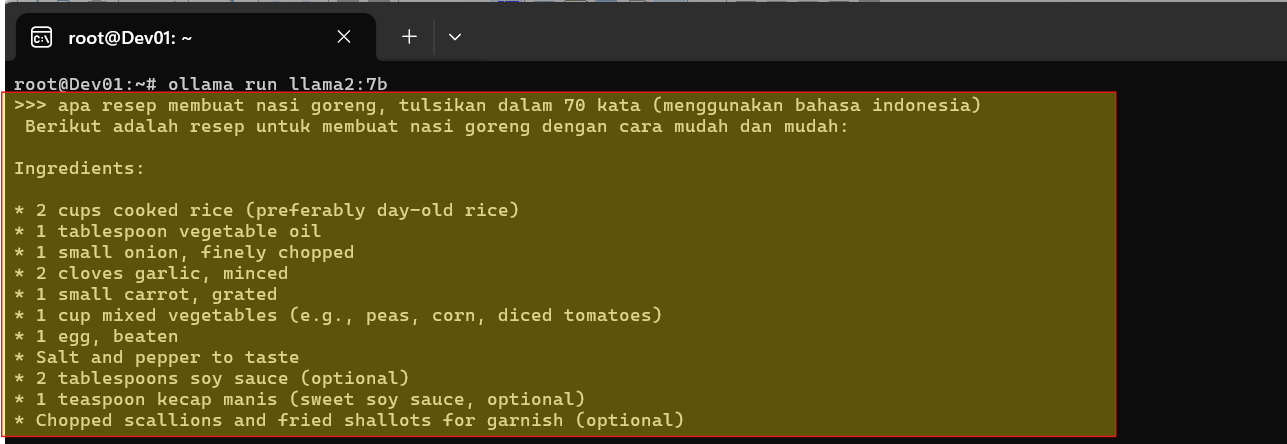 root@Dev01: ~
root@Dev01:~# ollama run llama2:7b
>>> apa resep membuat nasi goreng, tulsikan dalam 70 kata (menggunakan bahasa indonesia)
Berikut adalah resep untuk membuat nasi goreng dengan cara mudah dan mudah:
Ingredients:
* 2 cups cooked rice (preferably day-old rice)
* 1 tablespoon vegetable oil
* 1 small onion, finely chopped
* 2 cloves garlic, minced
* 1 small carrot, grated
* 1 cup mixed vegetables (e.g., peas, corn, diced tomatoes)
* 1 egg, beaten
* Salt and pepper to taste
* 2 tablespoons soy sauce (optional)
* 1 teaspoon kecap manis (sweet soy sauce, optional)
* Chopped scallions and fried shallots for garnish (optional)